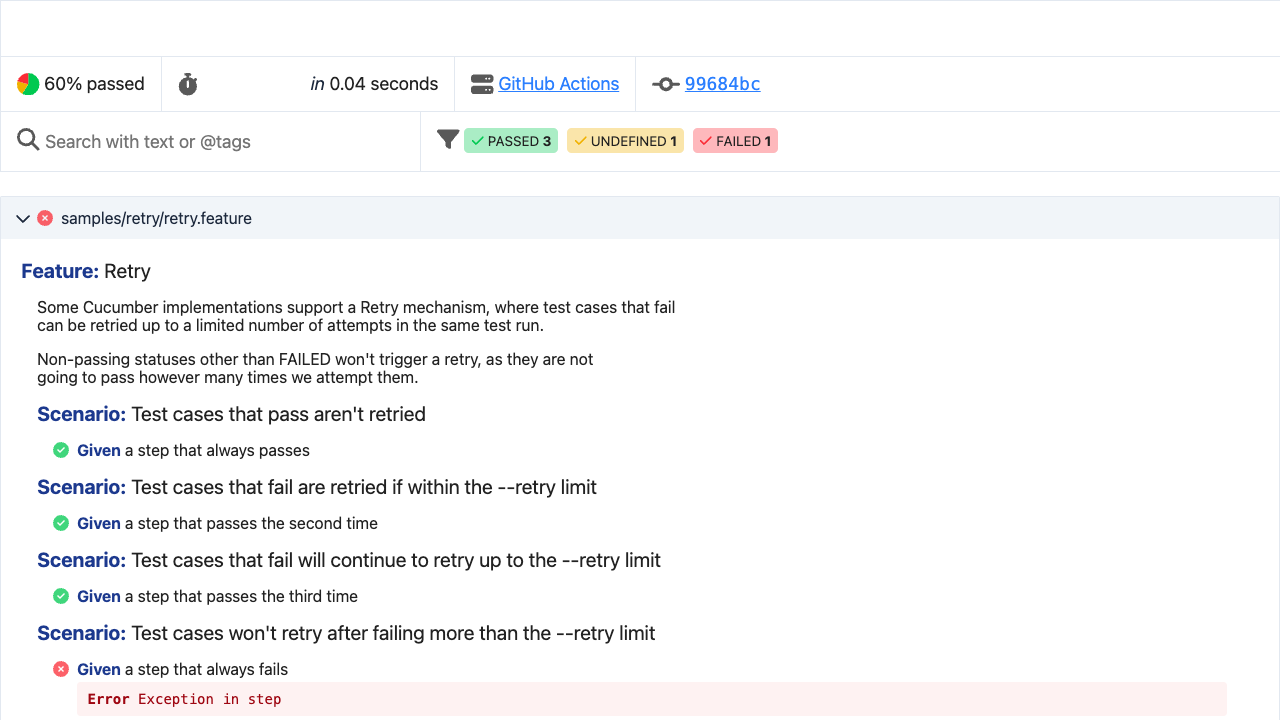 60% passed
in 0.04 seconds
GitHub Actions
99684bc
Search with text or @tags
PASSED 3
UNDEFINED 1
FAILED 1
samples/retry/retry.feature
Feature: Retry
Some Cucumber implementations support a Retry mechanism, where test cases that fail
can be retried up to a limited number of attempts in the same test run.
Non-passing statuses other than FAILED won't trigger a retry, as they are not
going to pass however many times we attempt them.
Scenario: Test cases that pass aren't retried
Given a step that always passes
Scenario: Test cases that fail are retried if within the --retry limit
Given a step that passes the second time
Scenario: Test cases that fail will continue to retry up to the --retry limit
Given a step that passes the third time
Scenario: Test cases won't retry after failing more than the --retry limit
Given a step that always fails
Error Exception in step